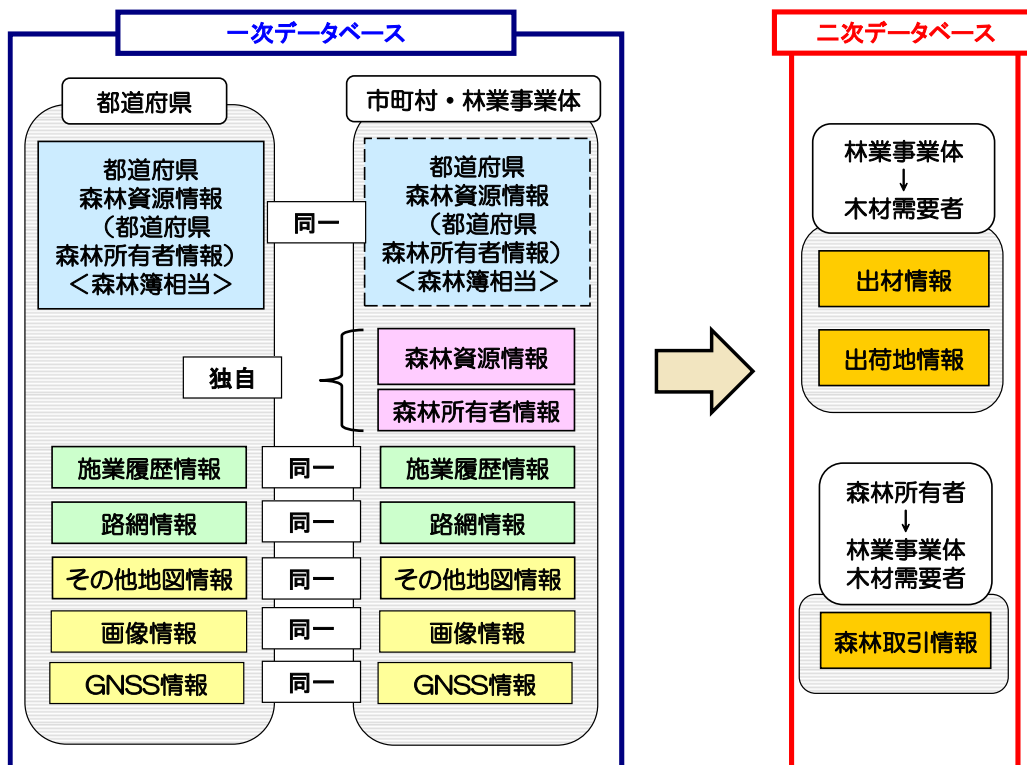 一次データベース
都道府県
都道府県
森林資源情報
(都道府県
森林所有者情報)
<森林簿相当>
施業履歴情報
路網情報
その他地図情報
画像情報
GNSS情報
同一
独自
同一
同一
同一
同一
同一
市町村・林業事業体
都道府県
森林資源情報
(都道府県
森林所有者情報)
<森林簿相当>
森林資源情報
森林所有者情報
施業履歴情報
路網情報
その他地図情報
画像情報
GNSS情報
二次データベース
林業事業体
↓
木材需要者
出材情報
出荷地情報
森林所有者
↓
林業事業体
木材需要者
森林取引情報